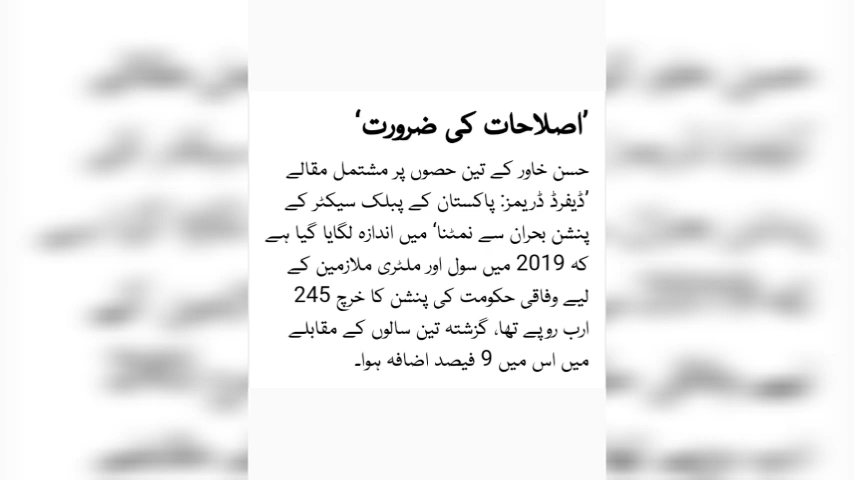 ’اصلاحات کی ضرورت‘
حسن خاور کے تین حصوں پر مشتمل مقالے
’ڈیفرڈ ڈریمز: پاکستان کے پبلک سیکٹر کے
پنشن بحران سے نمٹنا‘ میں اندازہ لگایا گیا ہے
کہ 2019 میں سول اور ملٹری ملازمین کے
لیے وفاقی حکومت کی پنشن کا خرچ 245
ارب روپے تھا، گزشتہ تین سالوں کے مقابلے
میں اس میں 9 فیصد اضافہ ہوا۔